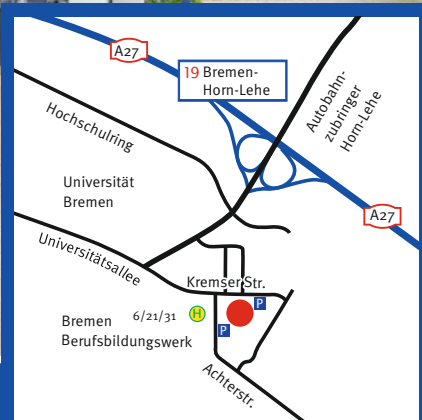 A27
19 Bremen-
Horn-Lehe
Autobahn-
zubringer
Horn-Lehe
Hochschulring
Universität
Bremen
A27
Universitätsallee
Kremser Str.
P
6/21/31 H
Bremen
Berufsbildungswerk
P
Achterstr.